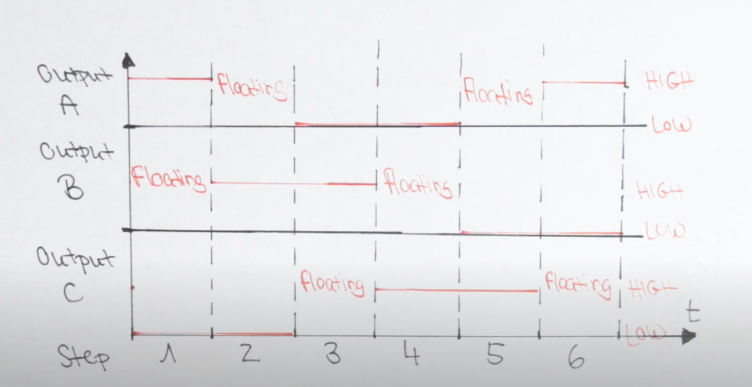 Output A Floating Floating HIGH
LOW
Output B Floating Floating HIGH
LOW
Output C Floating Floating HIGH
LOW
t
Step 1 2 3 4 5 6